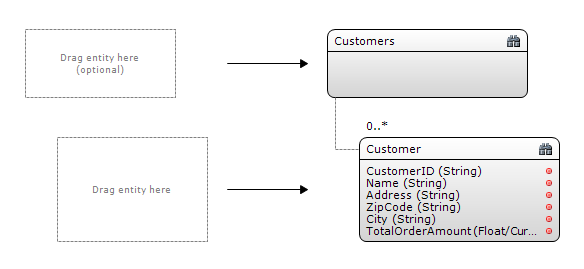 Drag entity here
(optional)
Customers
0..*
Customer
Drag entity here
CustomerID (String)
Name (String)
Address (String)
ZipCode (String)
City (String)
TotalOrderAmount (Float/Cur...